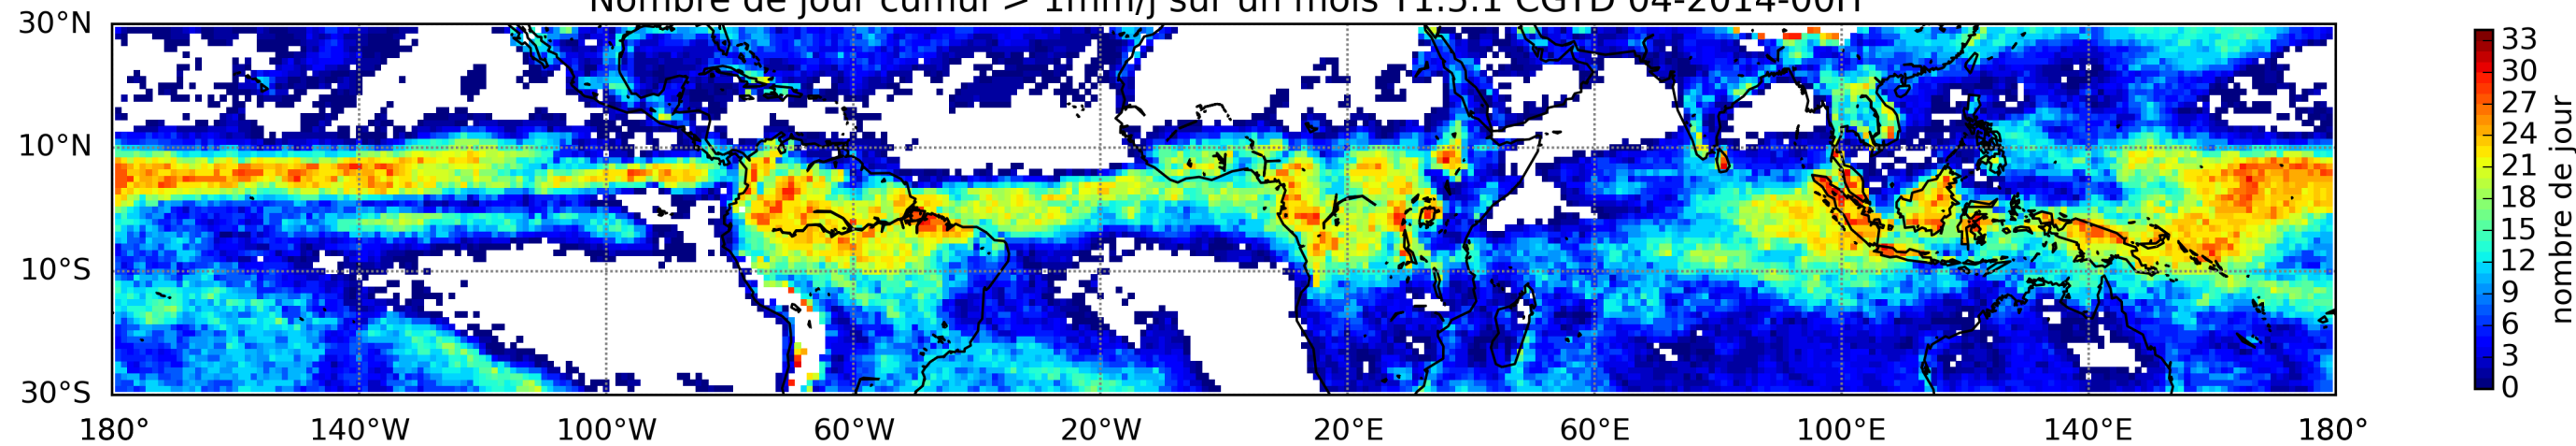 Nombre de jour cumul > 1mm/j sur un mois T1.5.1 CGTD 04-2014-00H
30°N
10°N
10°S
30°S
180° 140°W 100°W 60°W 20°W 20°E 60°E 100°E 140°E 180°
33
30
27
24
21
18
15
12
9
6
3
0
nombre de jour